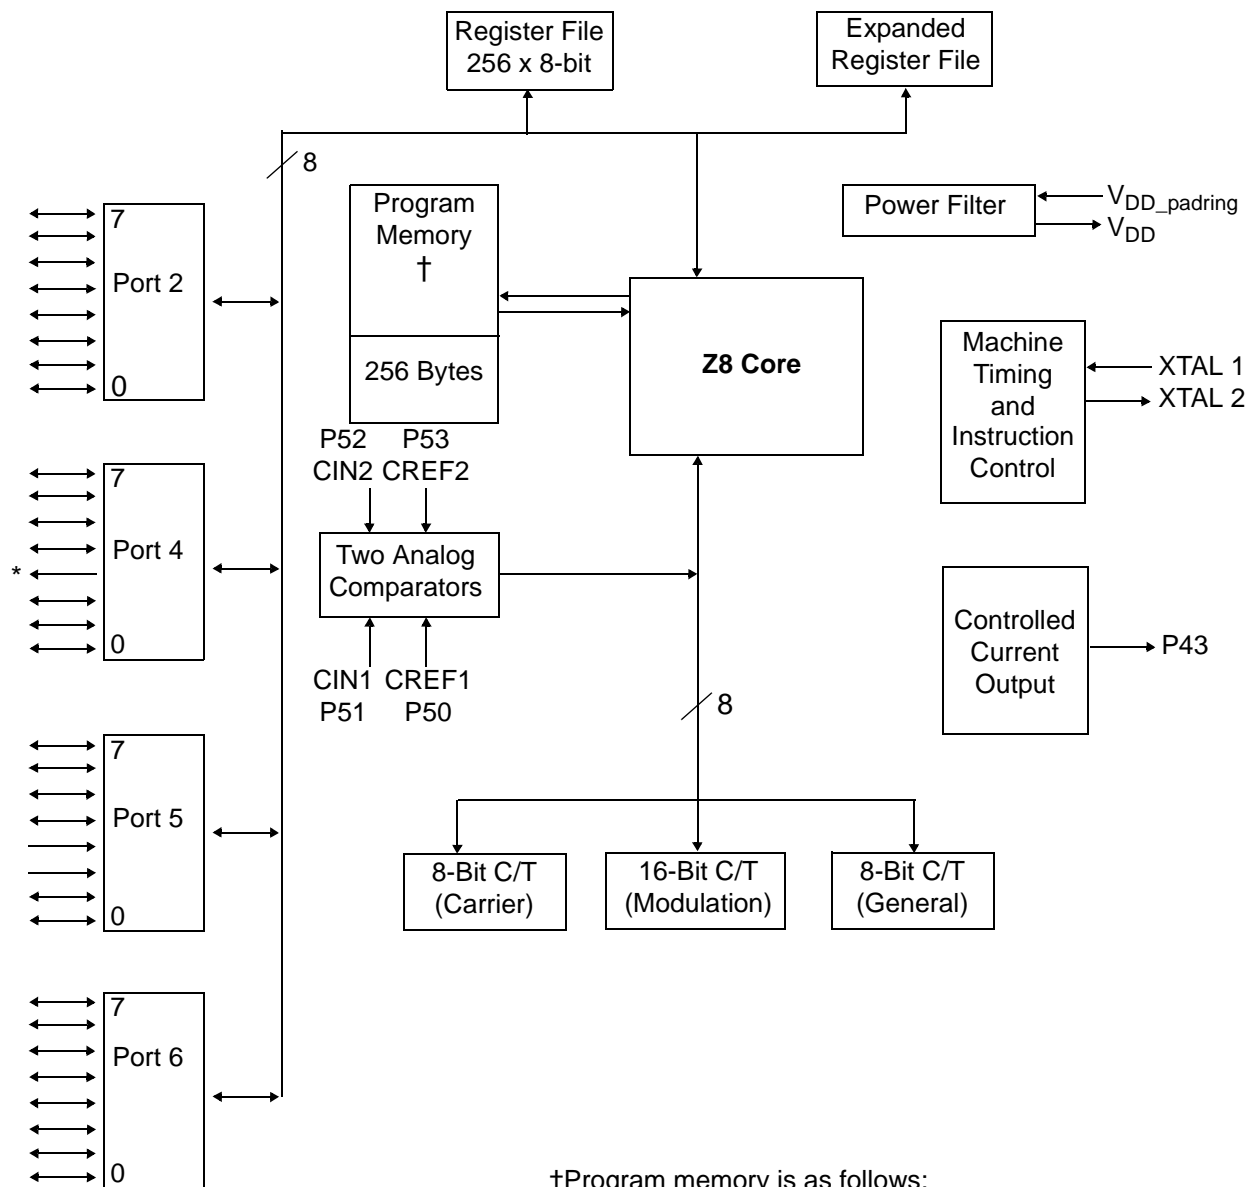 Register File
256 x 8-bit
Expanded
Register File
8
Program
Memory
†
256 Bytes
Power Filter
VDD_padring
VDD
7
Port 2
0
Z8 Core
Machine
Timing
and
Instruction
Control
XTAL 1
XTAL 2
P52 P53
CIN2 CREF2
7
Port 4
*
0
Two Analog
Comparators
CIN1 CREF1
P51 P50
Controlled
Current
Output
P43
8
7
Port 5
0
8-Bit C/T
(Carrier)
16-Bit C/T
(Modulation)
8-Bit C/T
(General)
7
Port 6
0
†Program memory is as follows: